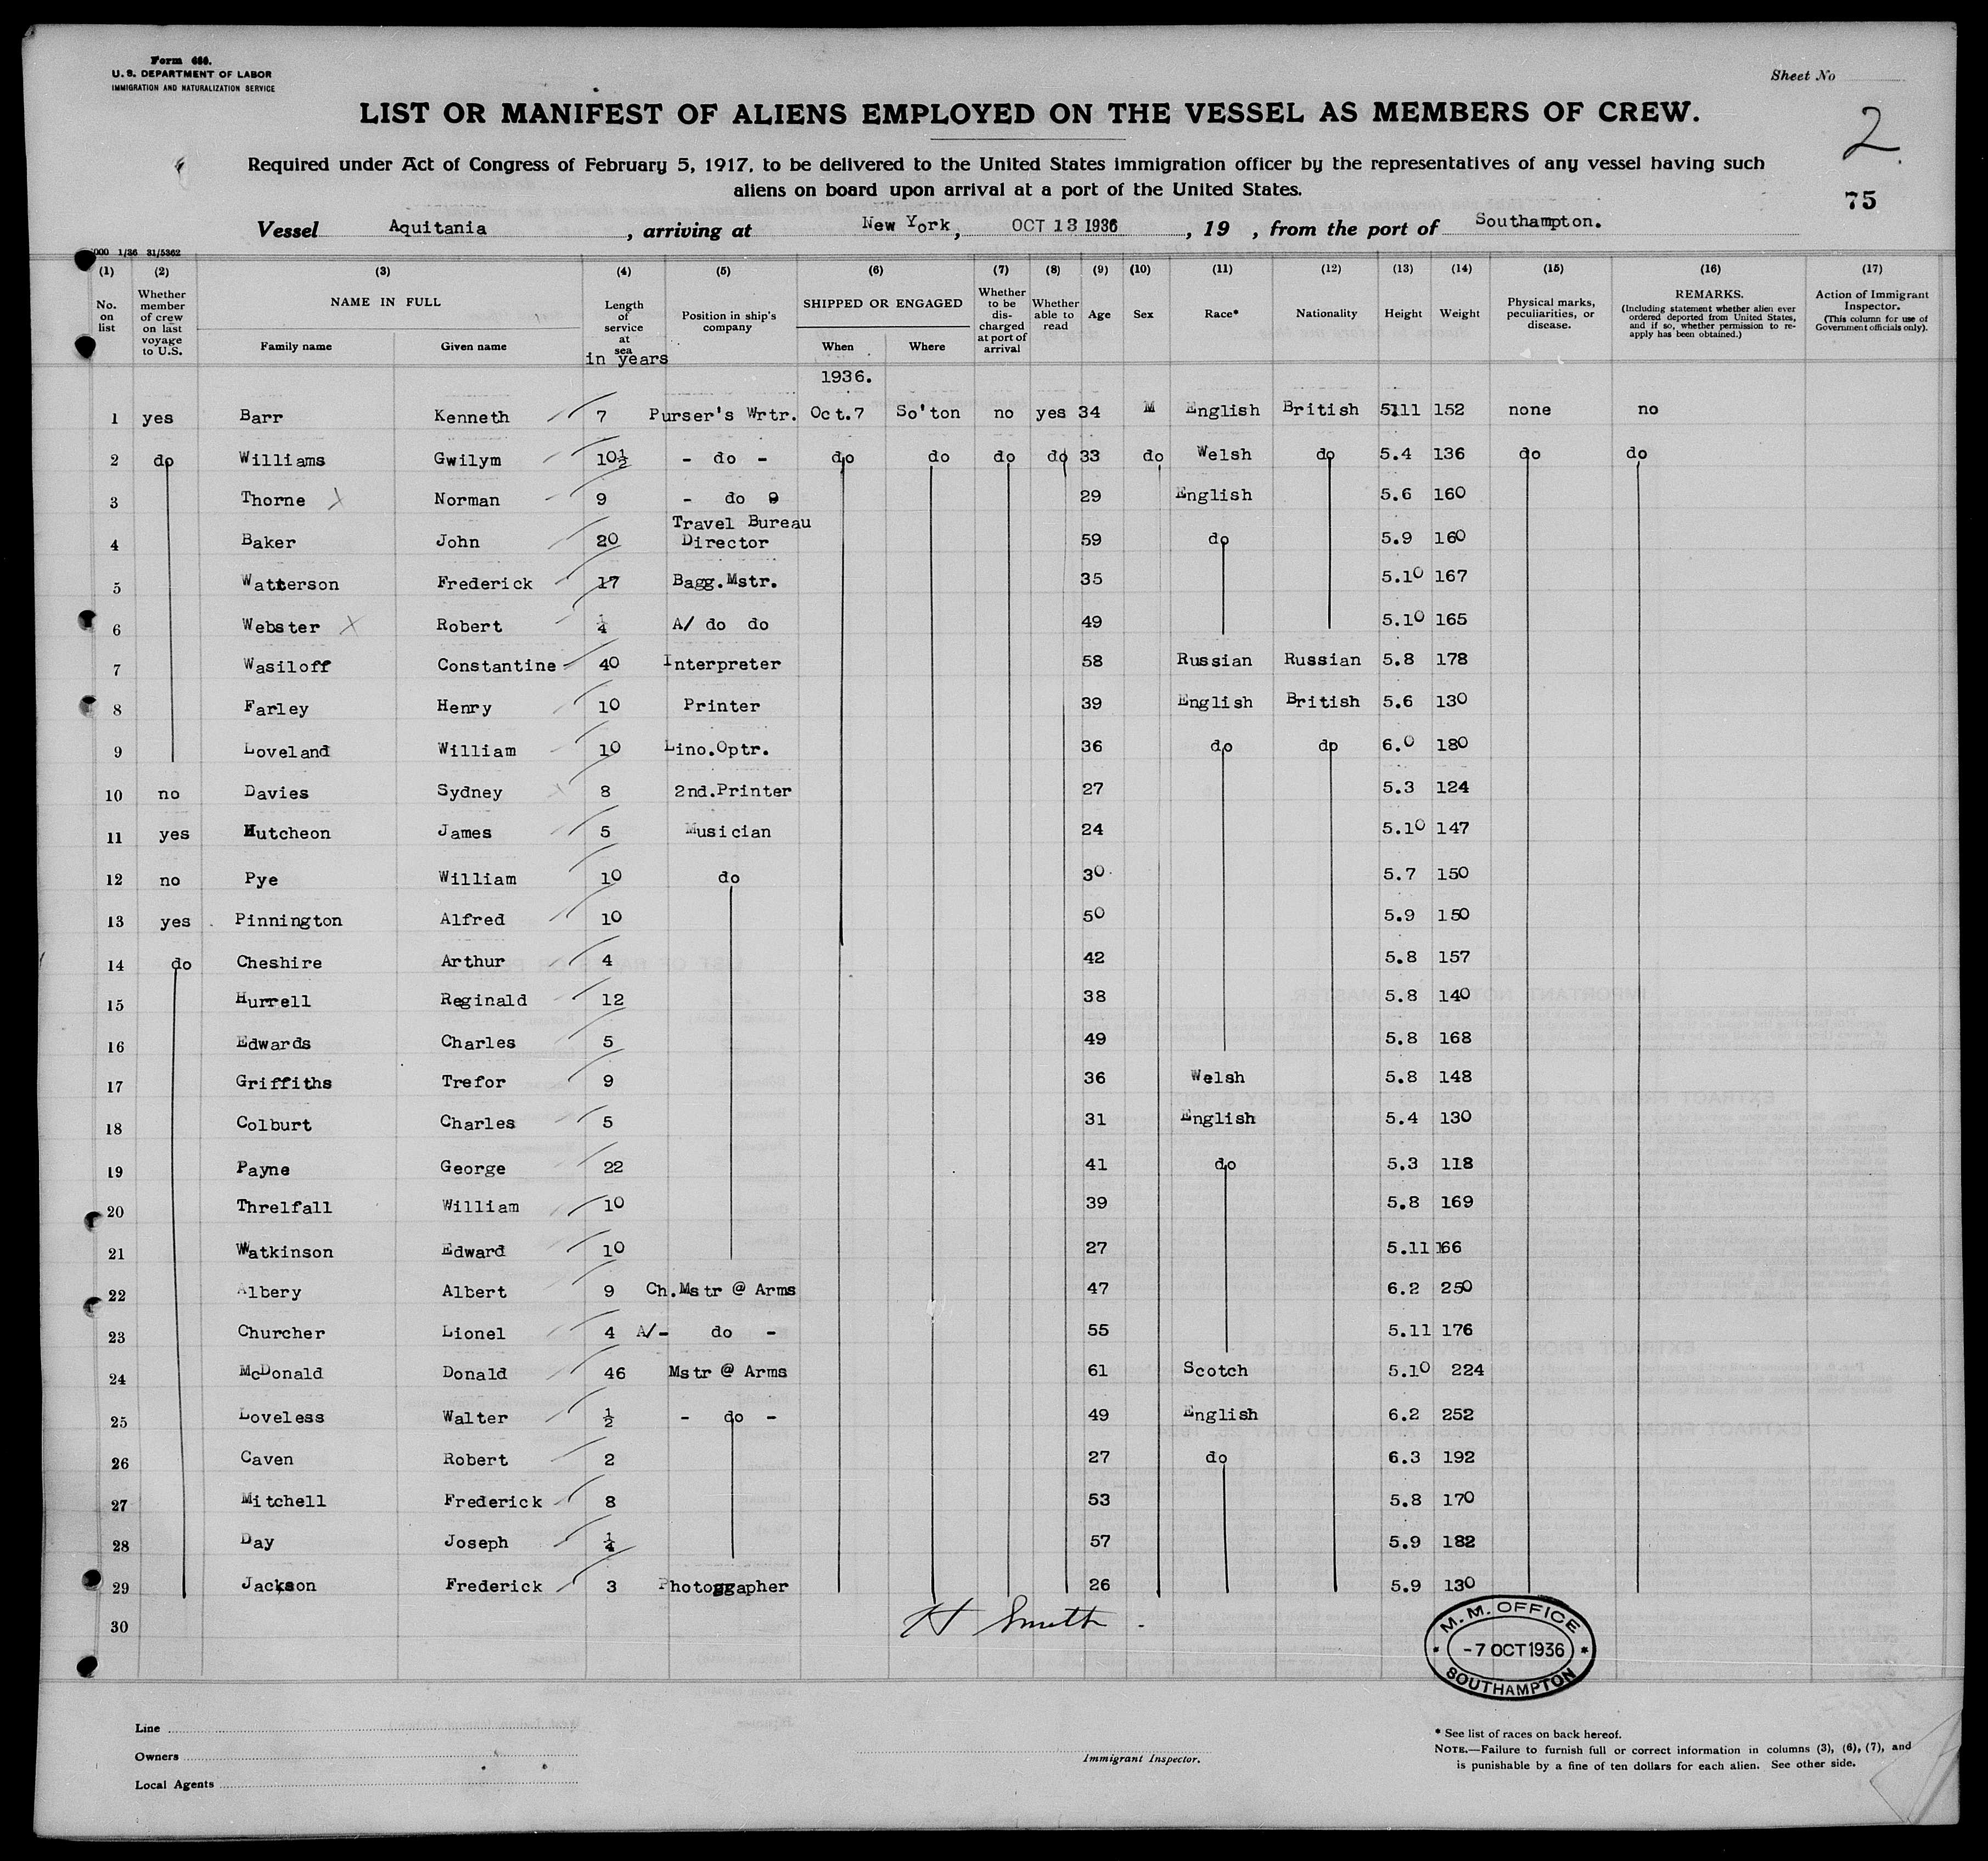 Form 680.
U. S. DEPARTMENT OF LABOR
IMMIGRATION AND NATURALIZATION SERVICE
Sheet No
LIST OR MANIFEST OF ALIENS EMPLOYED ON THE VESSEL AS MEMBERS OF CREW.
2
Required under Act of Congress of February 5, 1917, to be delivered to the United States immigration officer by the representatives of any vessel having such
aliens on board upon arrival at a port of the United States.
75
Vessel Aquitania, arriving at New York, OCT 13 1936, 19 , from the port of Southampton.
000 1/36 31/5362
(1) (2) (3) (4) (5) (6) (7) (8) (9) (10) (11) (12) (13) (14) (15) (16) (17)
No. on list
Whether member of crew on last voyage to U.S.
NAME IN FULL
Family name Given name
Length of service at sea
in years
Position in ship's company
SHIPPED OR ENGAGED
When Where
Whether to be discharged at port of arrival
Whether able to read
Age
Sex
Race*
Nationality
Height
Weight
Physical marks, peculiarities, or disease.
REMARKS.
(Including statement whether alien ever ordered deported from United States, and if so, whether permission to re-apply has been obtained.)
Action of Immigrant Inspector.
(This column for use of Government officials only).
1936.
1 yes Barr Kenneth 7 Purser's Wrtr. Oct.7 So'ton no yes 34 M English British 5111 152 none no
2 do Williams Gwilym 10½ - do - do do do do 33 do Welsh do 5.4 136 do do
3 Thorne X Norman 9 - do 9 29 English 5.6 160
4 Baker John 20 Travel Bureau Director 59 do 5.9 160
5 Watterson Frederick 17 Bagg.Mstr. 35 5.10 167
6 Webster X Robert ¼ A/ do do 49 5.10 165
7 Wasiloff Constantine 40 Interpreter 58 Russian Russian 5.8 178
8 Farley Henry 10 Printer 39 English British 5.6 130
9 Loveland William 10 Lino.Optr. 36 do do 6.0 180
10 no Davies Sydney 8 2nd.Printer 27 5.3 124
11 yes Hutcheon James 5 Musician 24 5.10 147
12 no Pye William 10 do 30 5.7 150
13 yes Pinnington Alfred 10 50 5.9 150
14 do Cheshire Arthur 4 42 5.8 157
15 Hurrell Reginald 12 38 5.8 140
16 Edwards Charles 5 49 5.8 168
17 Griffiths Trefor 9 36 Welsh 5.8 148
18 Colburt Charles 5 31 English 5.4 130
19 Payne George 22 41 do 5.3 118
20 Threlfall William 10 39 5.8 169
21 Watkinson Edward 10 27 5.11 166
22 Albery Albert 9 Ch.Mstr @ Arms 47 6.2 250
23 Churcher Lionel 4 A/- do - 55 5.11 176
24 McDonald Donald 46 Mstr @ Arms 61 Scotch 5.10 224
25 Loveless Walter ½ - do - 49 English 6.2 252
26 Caven Robert 2 27 do 6.3 192
27 Mitchell Frederick 8 53 5.8 170
28 Day Joseph ¼ 57 5.9 182
29 Jackson Frederick 3 Photoggapher 26 5.9 130
30
H Smith
M. M. OFFICE
-7 OCT 1936
SOUTHAMPTON
Line
Owners
Local Agents
Immigrant Inspector.
* See list of races on back hereof.
NOTE.—Failure to furnish full or correct information in columns (3), (6), (7), and
is punishable by a fine of ten dollars for each alien. See other side.